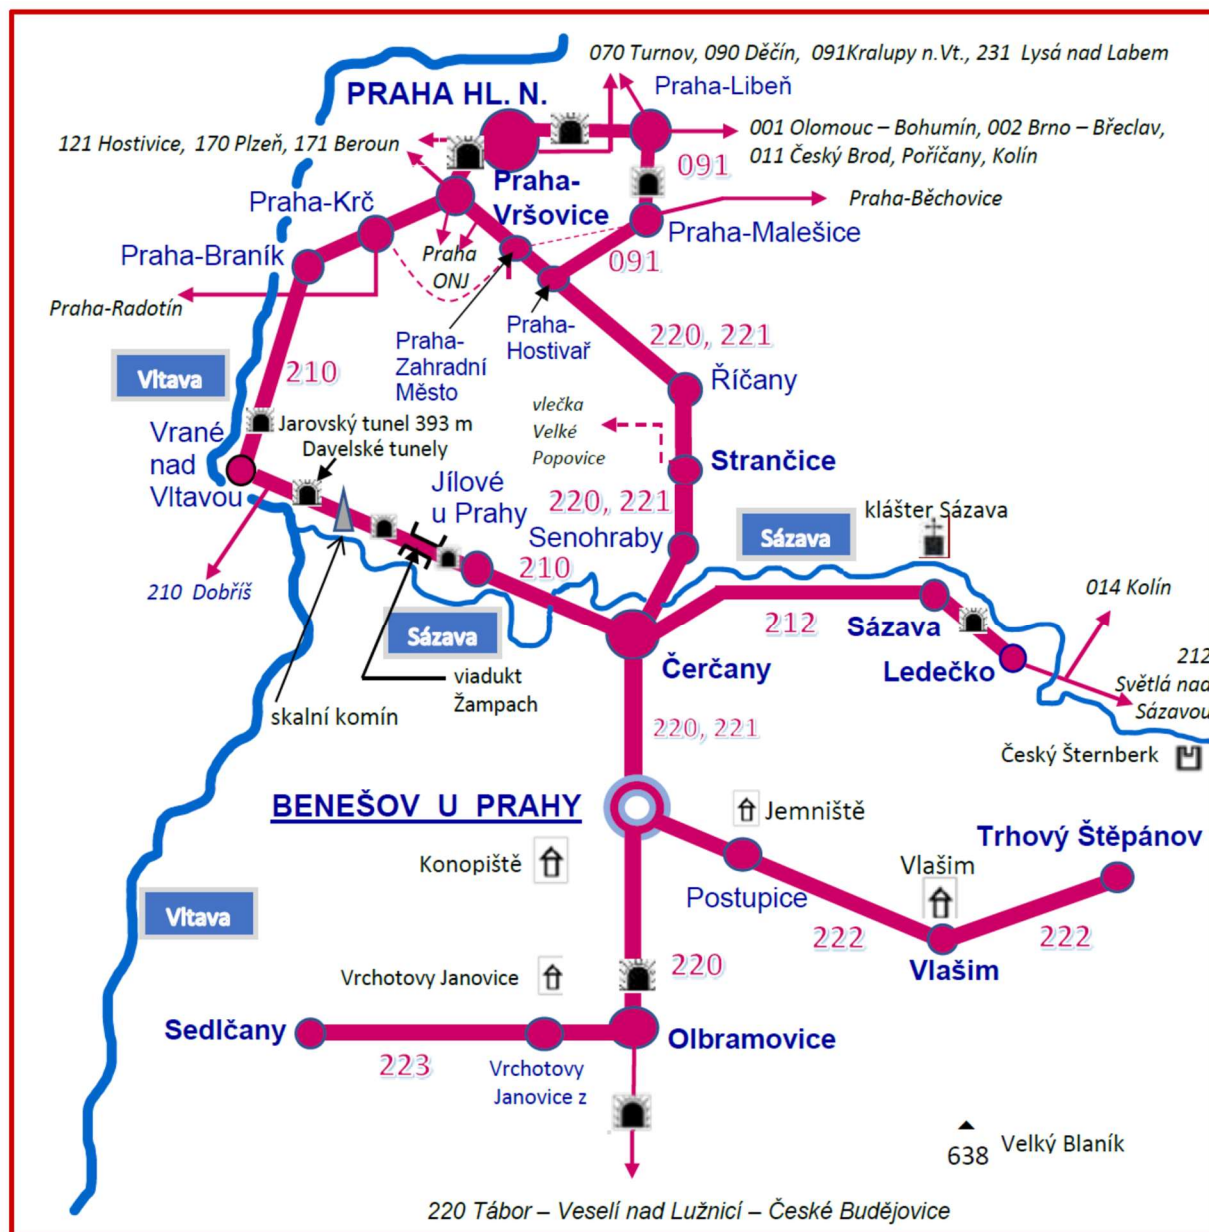 070 Turnov, 090 Děčín, 091Kralupy n.Vt., 231 Lysá nad Labem
PRAHA HL. N.
Praha-Libeň
121 Hostivice, 170 Plzeň, 171 Beroun
001 Olomouc – Bohumín, 002 Brno – Břeclav,
011 Český Brod, Poříčany, Kolín
091
Praha-
Vršovice
Praha-Krč
Praha-Běchovice
Praha-Malešice
Praha-Braník
Praha
ONJ
091
Praha-Radotín
Praha-
Zahradní
Město
Praha-
Hostivař
220, 221
Vltava
210
Říčany
Jarovský tunel 393 m
Davelské tunely
vlečka
Velké
Popovice
Vrané
nad
Vltavou
Jílové
u Prahy
Strančice
220, 221
Senohraby
klášter Sázava
Sázava
210 Dobříš
210
014 Kolín
Sázava
212
Sázava
Ledečko
212
Světlá nad
Sázavou
Čerčany
viadukt
Žampach
skalní komín
220, 221
Český Šternberk
BENEŠOV U PRAHY
Jemniště
Trhový Štěpánov
Konopiště
Vlašim
Postupice
Vltava
222
222
Vlašim
Vrchotovy Janovice
220
Sedlčany
Olbramovice
223
Vrchotovy
Janovice z
638
Velký Blaník
220 Tábor – Veselí nad Lužnicí – České Budějovice